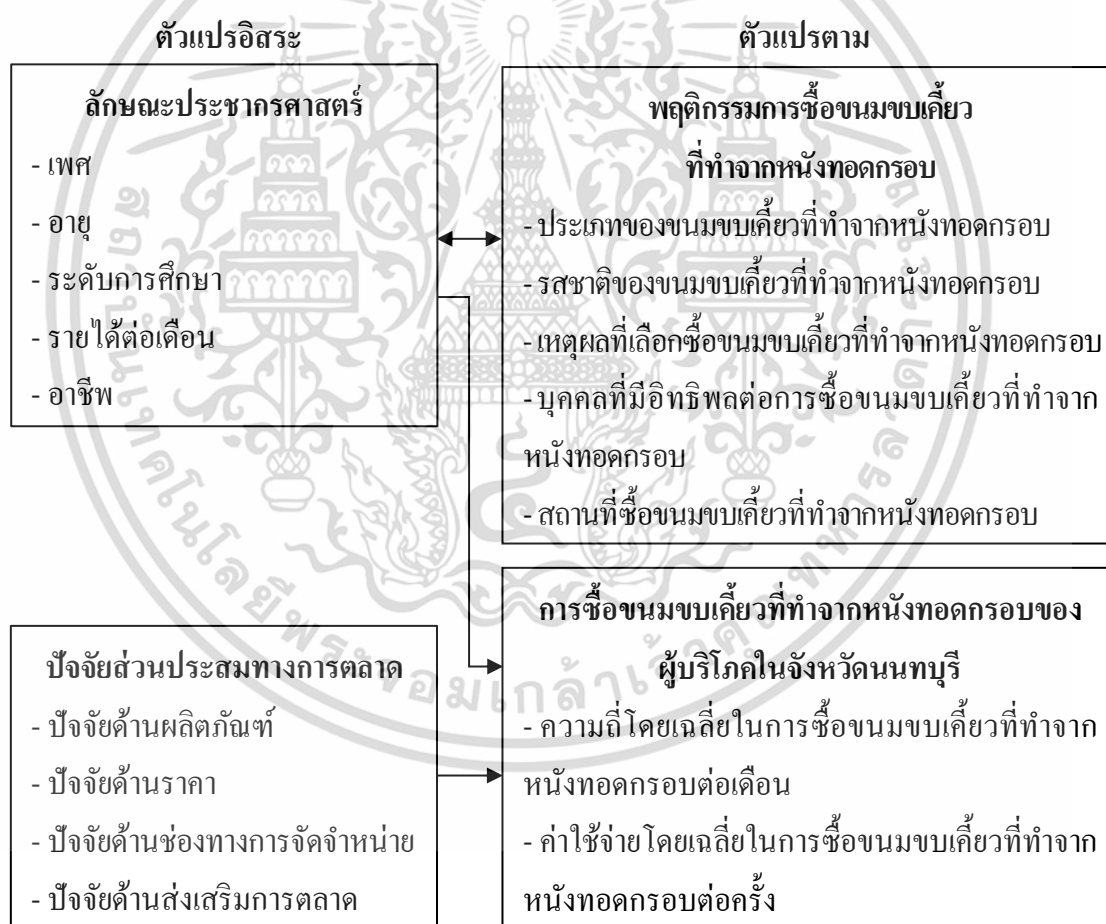 ตัวแปรอิสระ
ลักษณะประชากรศาสตร์
- เพศ
- อายุ
- ระดับการศึกษา
- รายได้ต่อเดือน
- อาชีพ
ตัวแปรตาม
พฤติกรรมการซื้อขนมขบเคี้ยว
ที่ทำจากหนังทอดกรอบ
- ประเภทของขนมขบเคี้ยวที่ทำจากหนังทอดกรอบ
- รสชาติของขนมขบเคี้ยวที่ทำจากหนังทอดกรอบ
- เหตุผลที่เลือกซื้อขนมขบเคี้ยวที่ทำจากหนังทอดกรอบ
- บุคคลที่มีอิทธิพลต่อการซื้อขนมขบเคี้ยวที่ทำจาก
หนังทอดกรอบ
- สถานที่ซื้อขนมขบเคี้ยวที่ทำจากหนังทอดกรอบ
ปัจจัยส่วนประสมทางการตลาด
- ปัจจัยด้านผลิตภัณฑ์
- ปัจจัยด้านราคา
- ปัจจัยด้านช่องทางการจัดจำหน่าย
- ปัจจัยด้านส่งเสริมการตลาด
การซื้อขนมขบเคี้ยวที่ทำจากหนังทอดกรอบของ
ผู้บริโภคในจังหวัดนนทบุรี
- ความถี่โดยเฉลี่ยในการซื้อขนมขบเคี้ยวที่ทำจาก
หนังทอดกรอบต่อเดือน
- ค่าใช้จ่ายโดยเฉลี่ยในการซื้อขนมขบเคี้ยวที่ทำจาก
หนังทอดกรอบต่อครั้ง